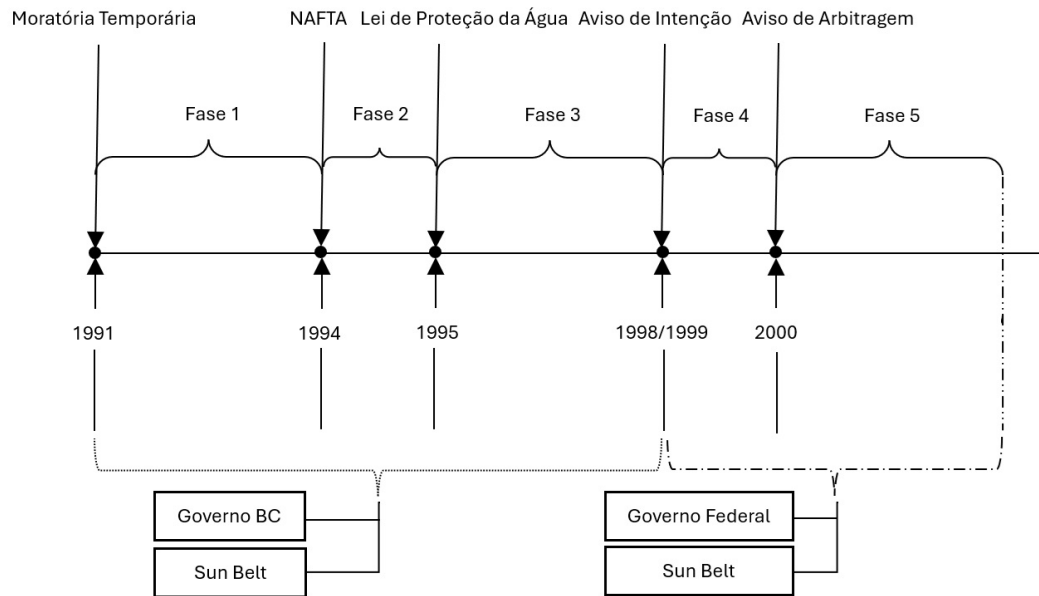 Moratória Temporária
NAFTA
Lei de Proteção da Água
Aviso de Intenção
Aviso de Arbitragem
Fase 1
Fase 2
Fase 3
Fase 4
Fase 5
1991
1994
1995
1998/1999
2000
Governo BC
Sun Belt
Governo Federal
Sun Belt